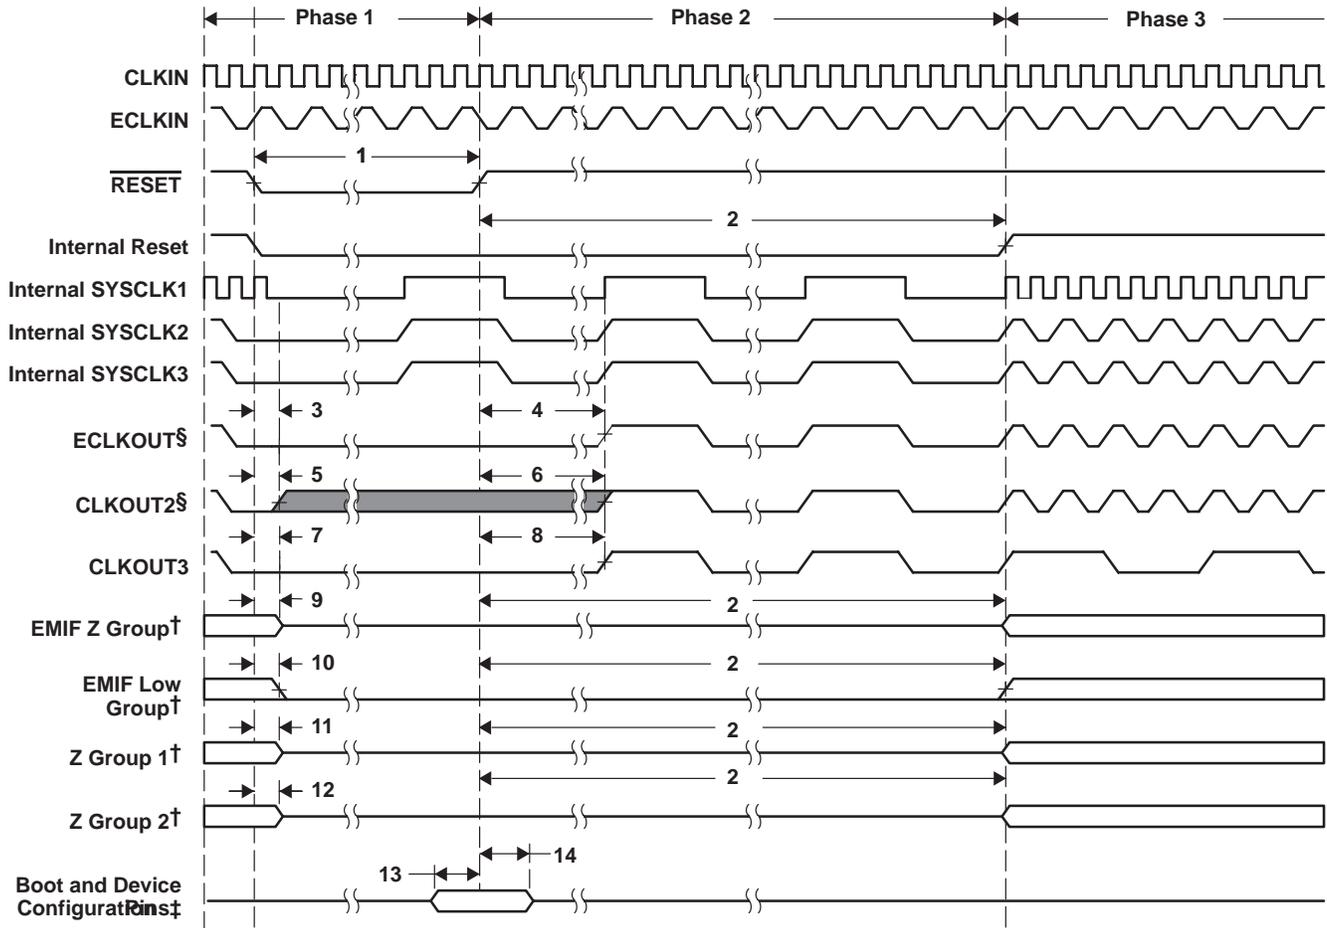 Phase 1 Phase 2 Phase 3
CLKIN
ECLKIN
1
RESET
2
Internal Reset
Internal SYSCLK1
Internal SYSCLK2
Internal SYSCLK3
3 4
ECLKOUT§
5 6
CLKOUT2§
7 8
CLKOUT3
9 2
EMIF Z Group†
10 2
EMIF Low
Group†
11 2
Z Group 1†
2
12
Z Group 2†
14
13
Boot and Device
Configuration Pins‡